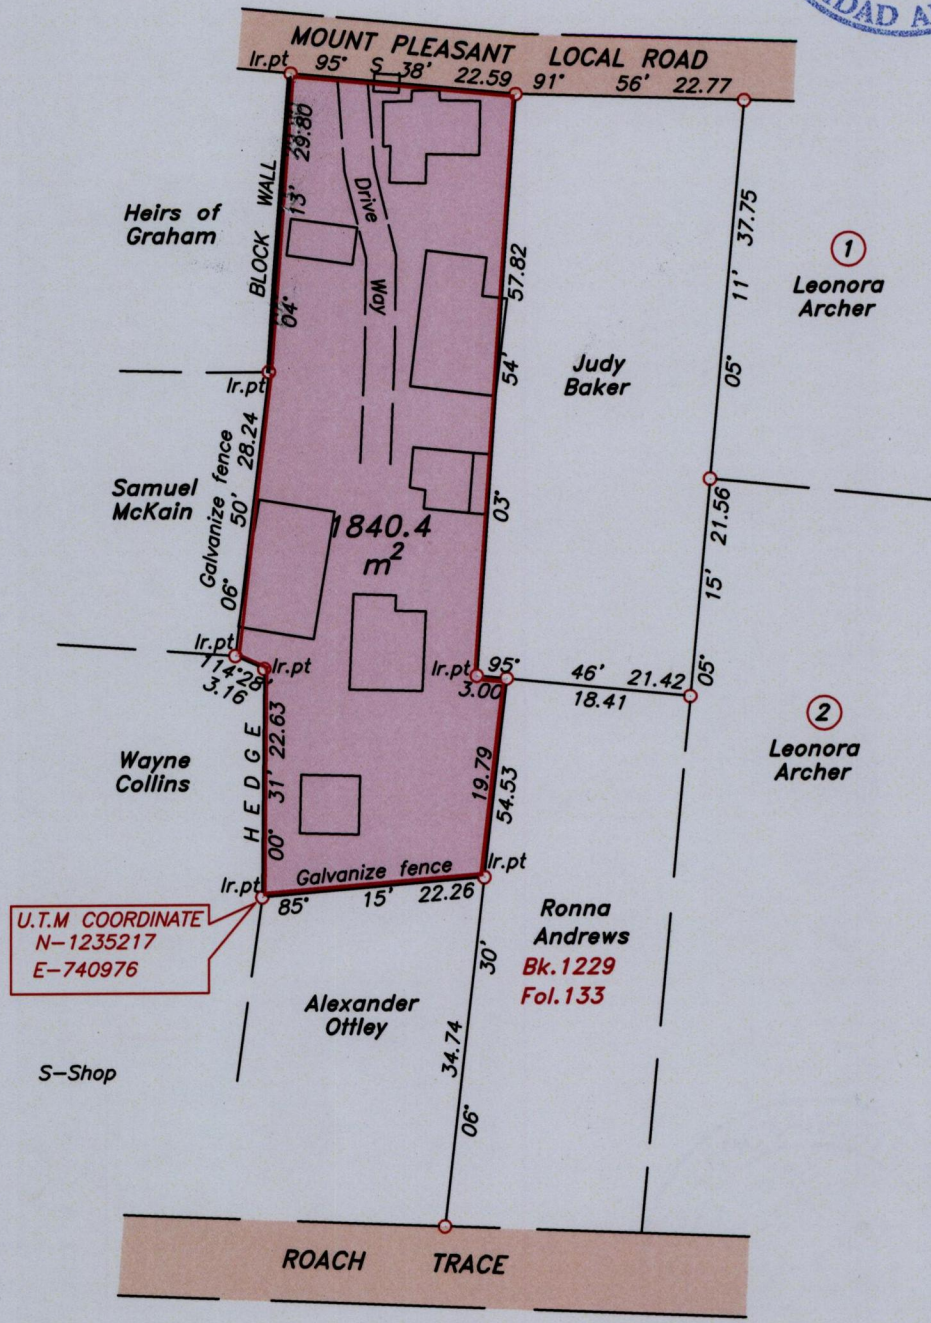 DAD A
MOUNT PLEASANT LOCAL ROAD
Ir.pt 95° S 38' 22.59 91° 56' 22.77
BLOCK WALL
04° 13' 29.80
Drive Way
Heirs of
Graham
03° 54' 57.82
05° 11' 37.75
1
Leonora
Archer
Judy
Baker
Ir.pt
Galvanize fence
06° 50' 28.24
Samuel
McKain
1840.4
m²
05° 15' 21.56
Ir.pt
114° 28'
3.16
Ir.pt
Ir.pt 95° 46' 21.42
3.00 18.41
2
Leonora
Archer
Wayne
Collins
HEDGE
00° 31' 22.63
19.79
54.53
Ir.pt
Galvanize fence
Ir.pt
85° 15' 22.26
U.T.M COORDINATE
N-1235217
E-740976
Ronna
Andrews
Bk.1229
Fol.133
06° 34.74 30'
Alexander
Ottley
S-Shop
ROACH TRACE